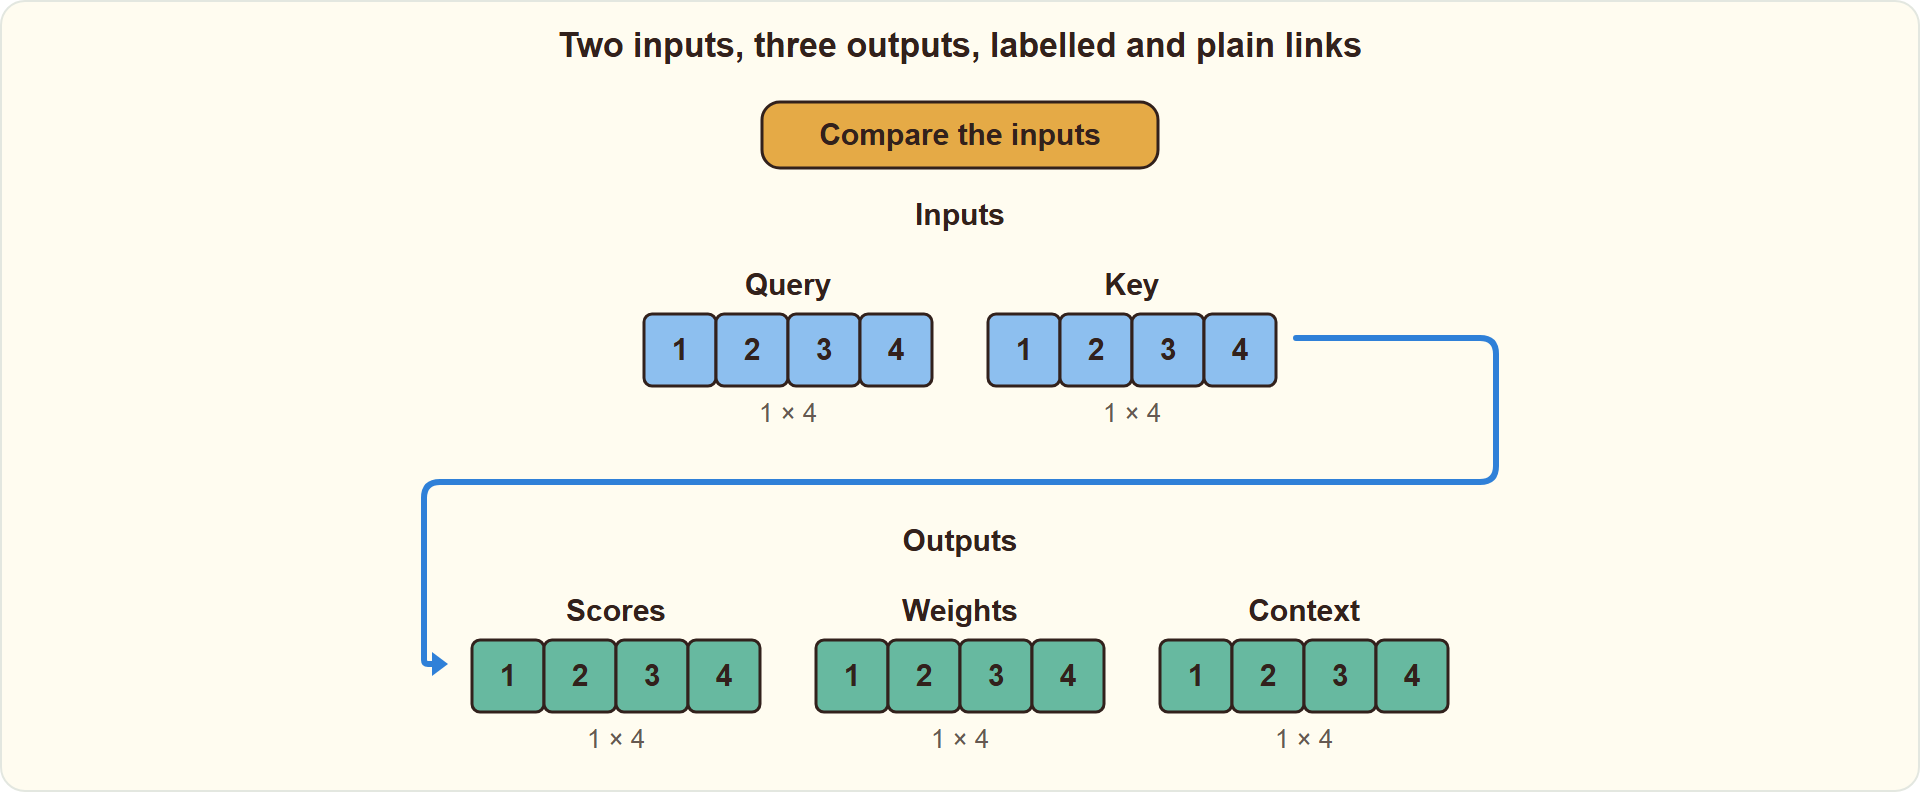 Two inputs, three outputs, labelled and plain links
Compare the inputs
Inputs
Query Key
1 2 3 4 1 2 3 4
1 × 4 1 × 4
Outputs
Scores Weights Context
1 2 3 4 1 2 3 4 1 2 3 4
1 × 4 1 × 4 1 × 4